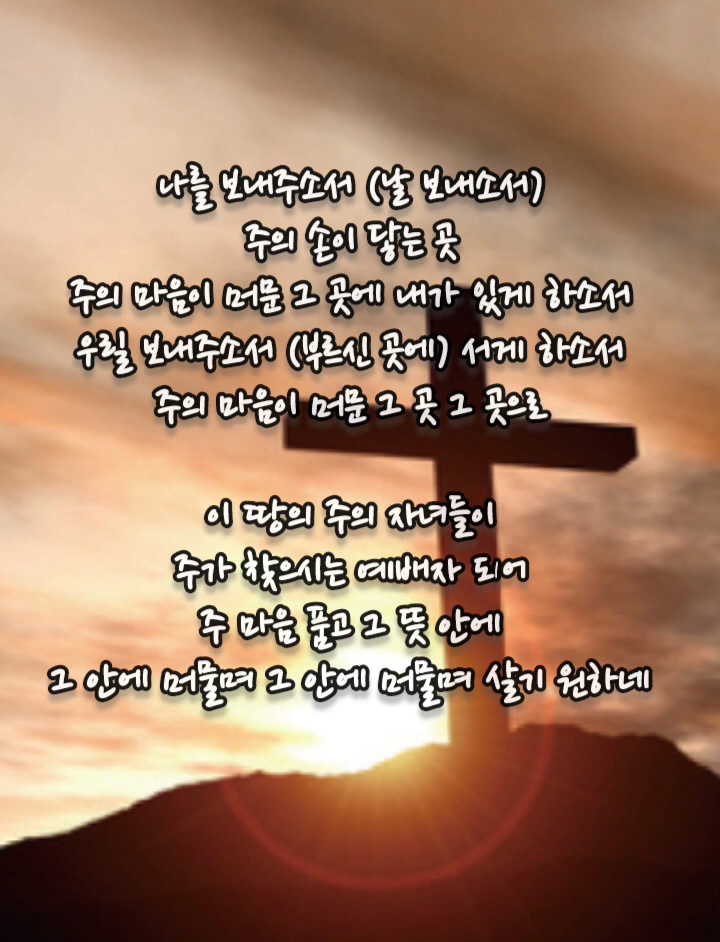 나를 보내주소서 (날 보내소서)
주의 손이 닿는 곳
주의 마음이 머문 그 곳에 내가 있게 하소서
우릴 보내주소서 (부르신 곳에) 서게 하소서
주의 마음이 머문 그 곳 그 곳으로
이 땅의 주의 자녀들이
주가 찾으시는 예배자 되어
주 마음 품고 그 뜻 안에
그 안에 머물며 그 안에 머물며 살기 원하네